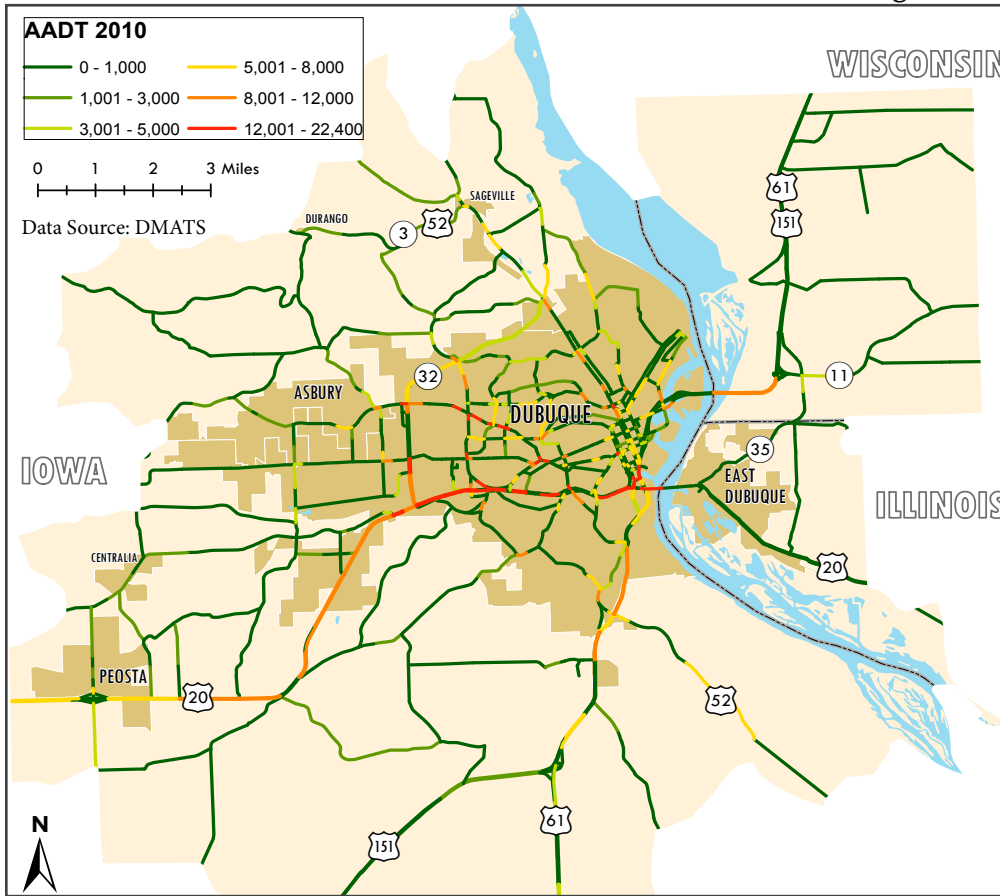 AADT 2010
0 - 1,000
5,001 - 8,000
1,001 - 3,000
8,001 - 12,000
3,001 - 5,000
12,001 - 22,400
0 1 2 3 Miles
Data Source: DMATS
WISCONSIN
61
151
SAGEVILLE
DURANGO
52
3
32
11
ASBURY
DUBUQUE
35
IOWA
EAST
DUBUQUE
ILLINOIS
CENTRALIA
20
PEOSTA
20
52
61
151
N